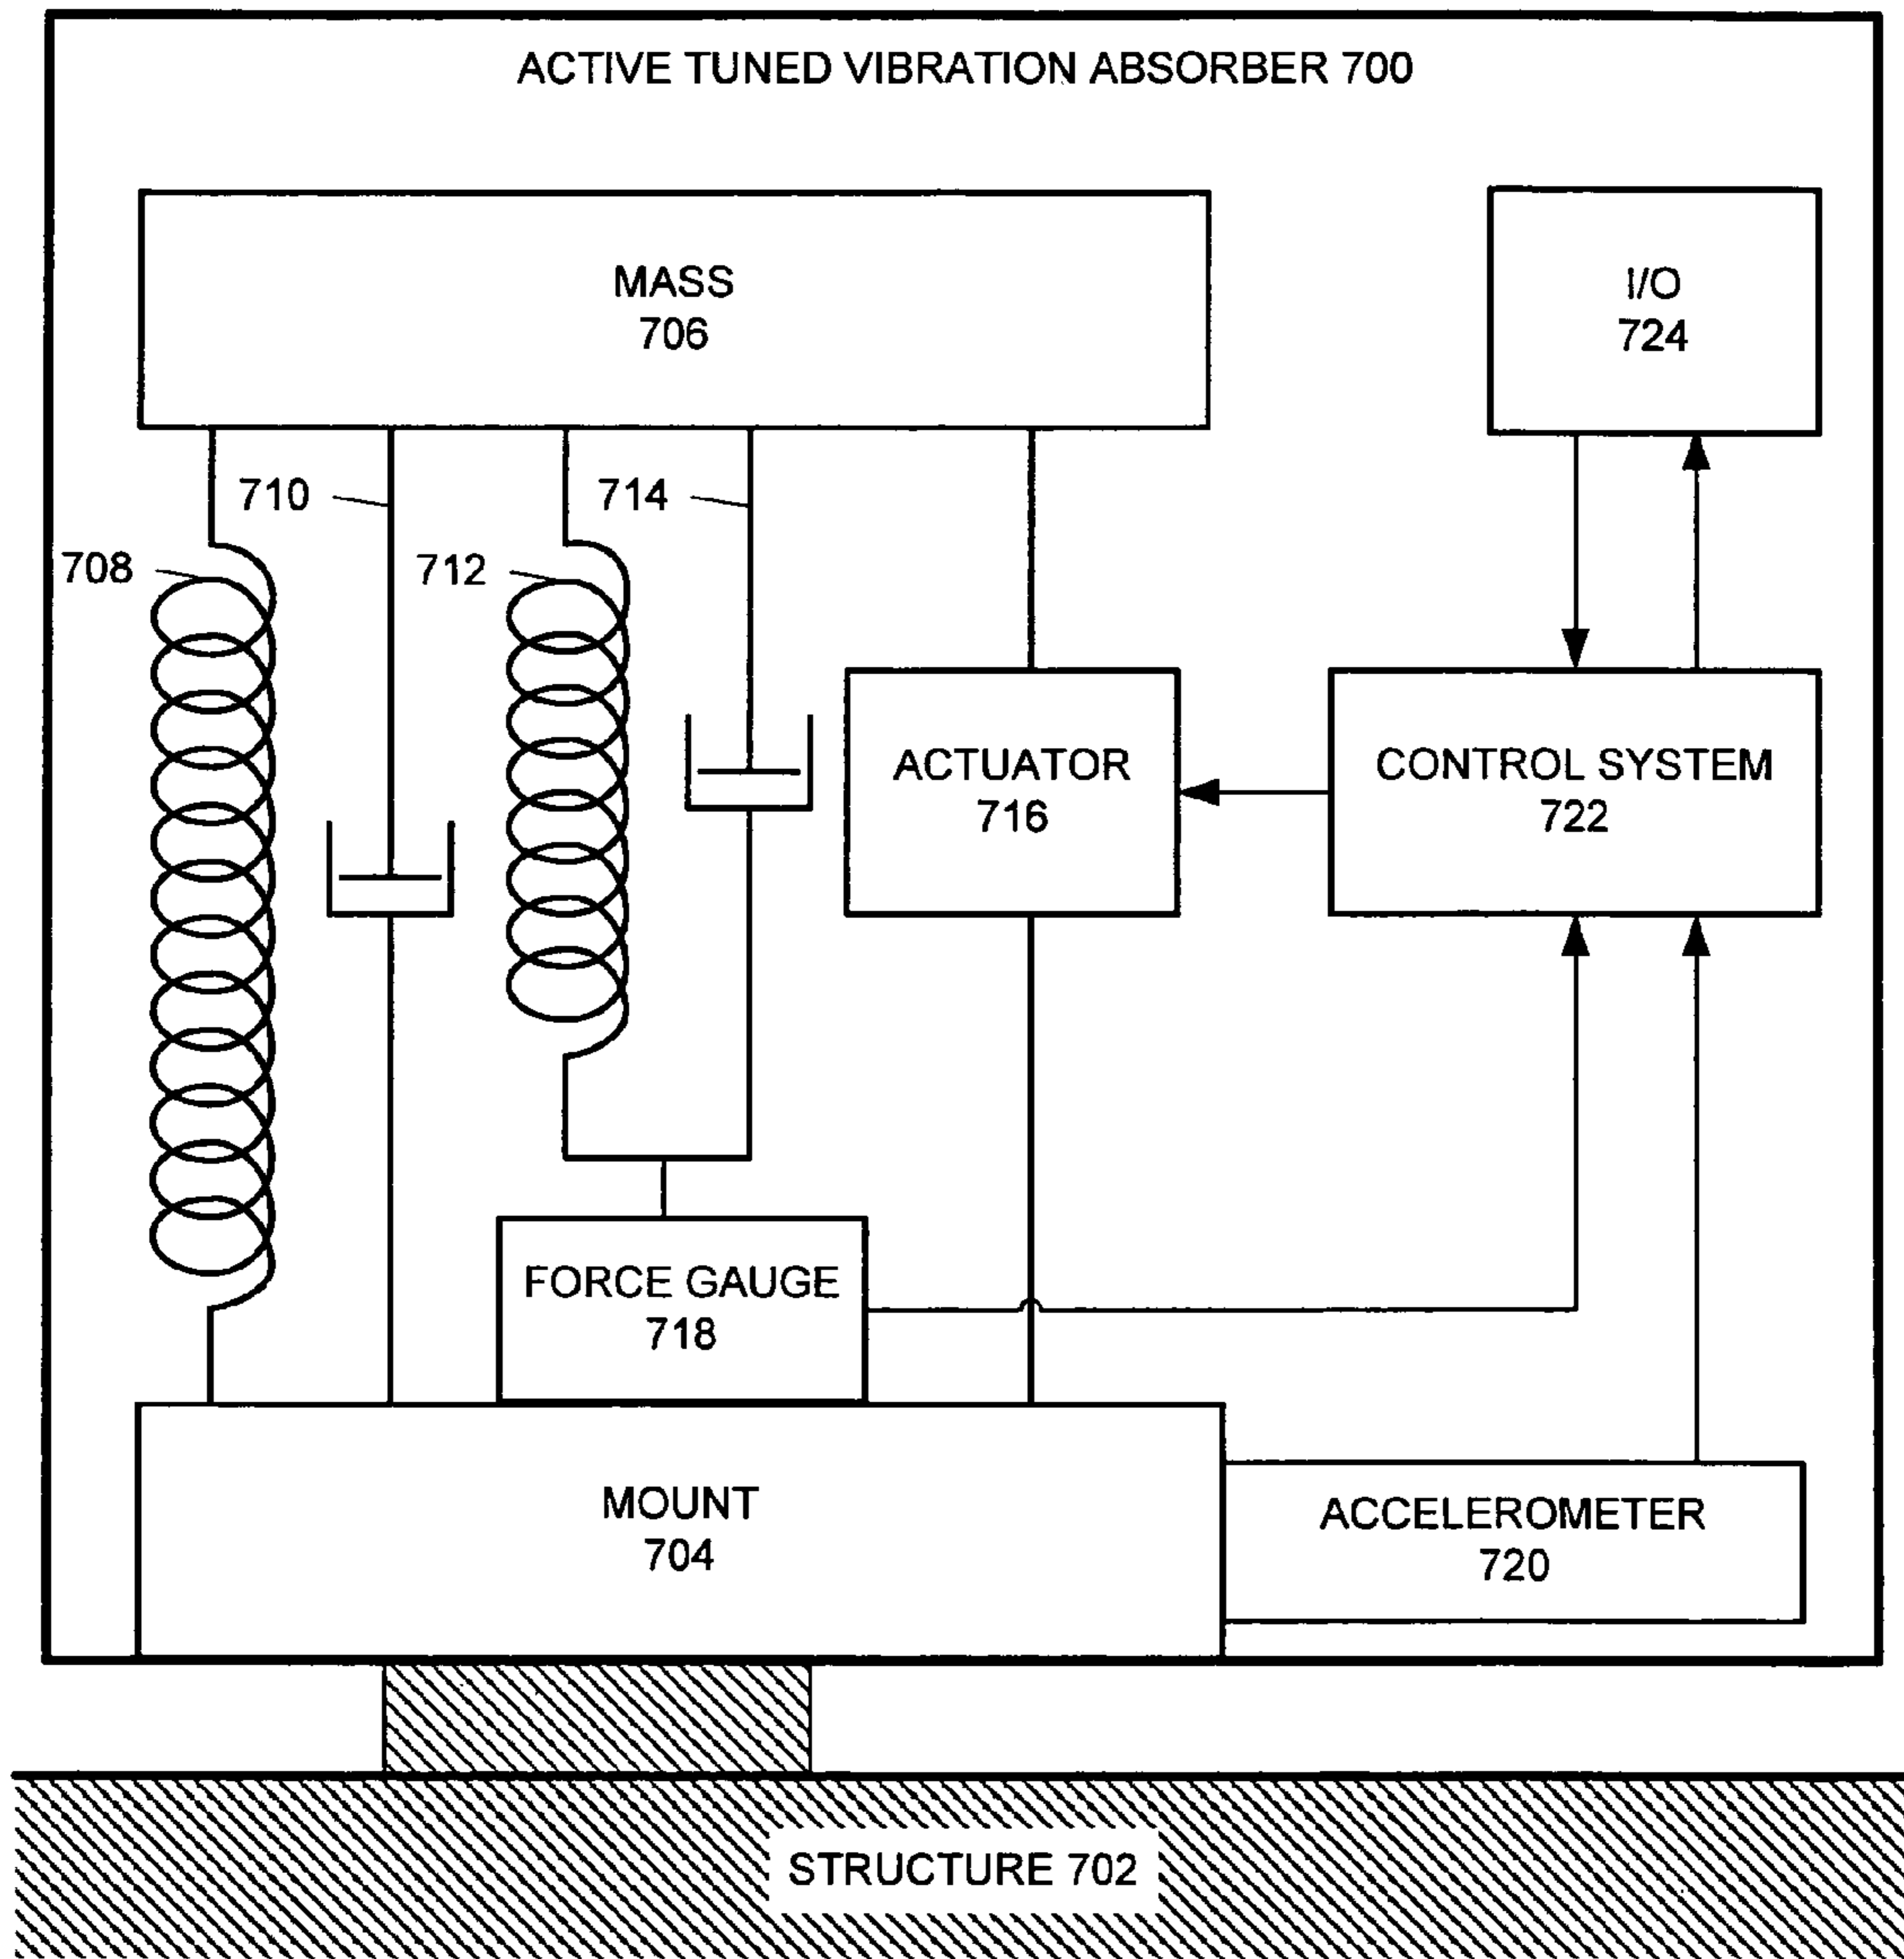 ACTIVE TUNED VIBRATION ABSORBER 700
MASS
706
I/O
724
710
714
708
712
ACTUATOR
716
CONTROL SYSTEM
722
FORCE GAUGE
718
MOUNT
704
ACCELEROMETER
720
STRUCTURE 702